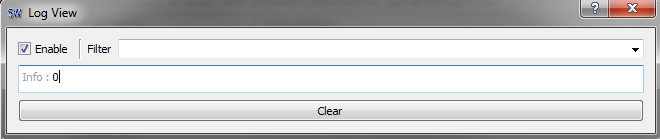 SW Log View
Enable Filter
Info : 0
Clear